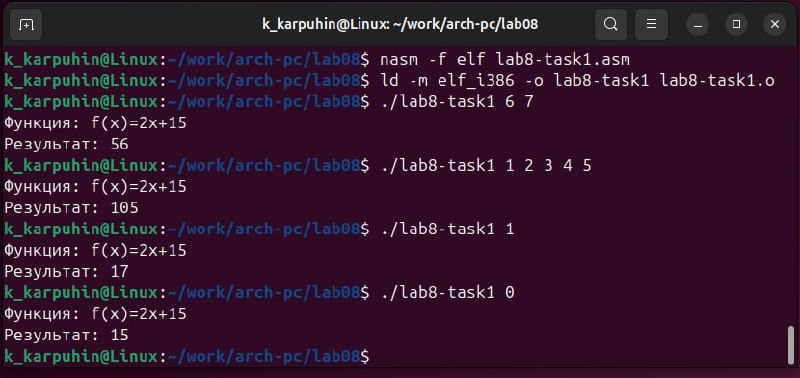 k_karpuhin@Linux: ~/work/arch-pc/lab08
k_karpuhin@Linux:~/work/arch-pc/lab08$ nasm -f elf lab8-task1.asm
k_karpuhin@Linux:~/work/arch-pc/lab08$ ld -m elf_i386 -o lab8-task1 lab8-task1.o
k_karpuhin@Linux:~/work/arch-pc/lab08$ ./lab8-task1 6 7
Функция: f(x)=2x+15
Результат: 56
k_karpuhin@Linux:~/work/arch-pc/lab08$ ./lab8-task1 1 2 3 4 5
Функция: f(x)=2x+15
Результат: 105
k_karpuhin@Linux:~/work/arch-pc/lab08$ ./lab8-task1 1
Функция: f(x)=2x+15
Результат: 17
k_karpuhin@Linux:~/work/arch-pc/lab08$ ./lab8-task1 0
Функция: f(x)=2x+15
Результат: 15
k_karpuhin@Linux:~/work/arch-pc/lab08$